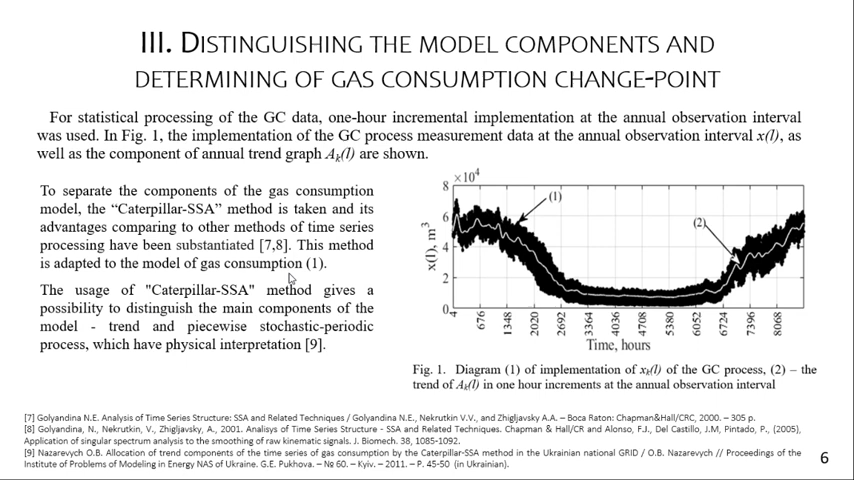 III. DISTINGUISHING THE MODEL COMPONENTS AND
DETERMINING OF GAS CONSUMPTION CHANGE-POINT
For statistical processing of the GC data, one-hour incremental implementation at the annual observation interval
was used. In Fig. 1, the implementation of the GC process measurement data at the annual observation interval x(l), as
well as the component of annual trend graph Ak(l) are shown.
To separate the components of the gas consumption
model, the “Caterpillar-SSA” method is taken and its
advantages comparing to other methods of time series
processing have been substantiated [7,8]. This method
is adapted to the model of gas consumption (1).
The usage of "Caterpillar-SSA" method gives a
possibility to distinguish the main components of the
model - trend and piecewise stochastic-periodic
process, which have physical interpretation [9].
×10⁴
8
6
4
2
0
x(l), м³
(1)
(2)
4
676
1348
2020
2692
3364
4036
4708
5380
6052
6724
7396
8068
Time, hours
Fig. 1. Diagram (1) of implementation of xk(l) of the GC process, (2) – the
trend of Ak(l) in one hour increments at the annual observation interval
[7] Golyandina N.E. Analysis of Time Series Structure: SSA and Related Techniques / Golyandina N.E., Nekrutkin V.V., and Zhigljavsky A.A. – Boca Raton: Chapman&Hall/CRC, 2000. – 305 p.
[8] Golyandina, N., Nekrutkin, V., Zhigljavsky, A., 2001. Analisys of Time Series Structure - SSA and Related Techniques. Chapman & Hall/CR and Alonso, F.J., Del Castillo, J.M, Pintado, P., (2005),
Application of singular spectrum analysis to the smoothing of raw kinematic signals. J. Biomech. 38, 1085-1092.
[9] Nazarevych O.B. Allocation of trend components of the time series of gas consumption by the Caterpillar-SSA method in the Ukrainian national GRID / O.B. Nazarevych // Proceedings of the
Institute of Problems of Modeling in Energy NAS of Ukraine. G.E. Pukhova. – № 60. – Kyiv. – 2011. – P. 45-50 (in Ukrainian).
6